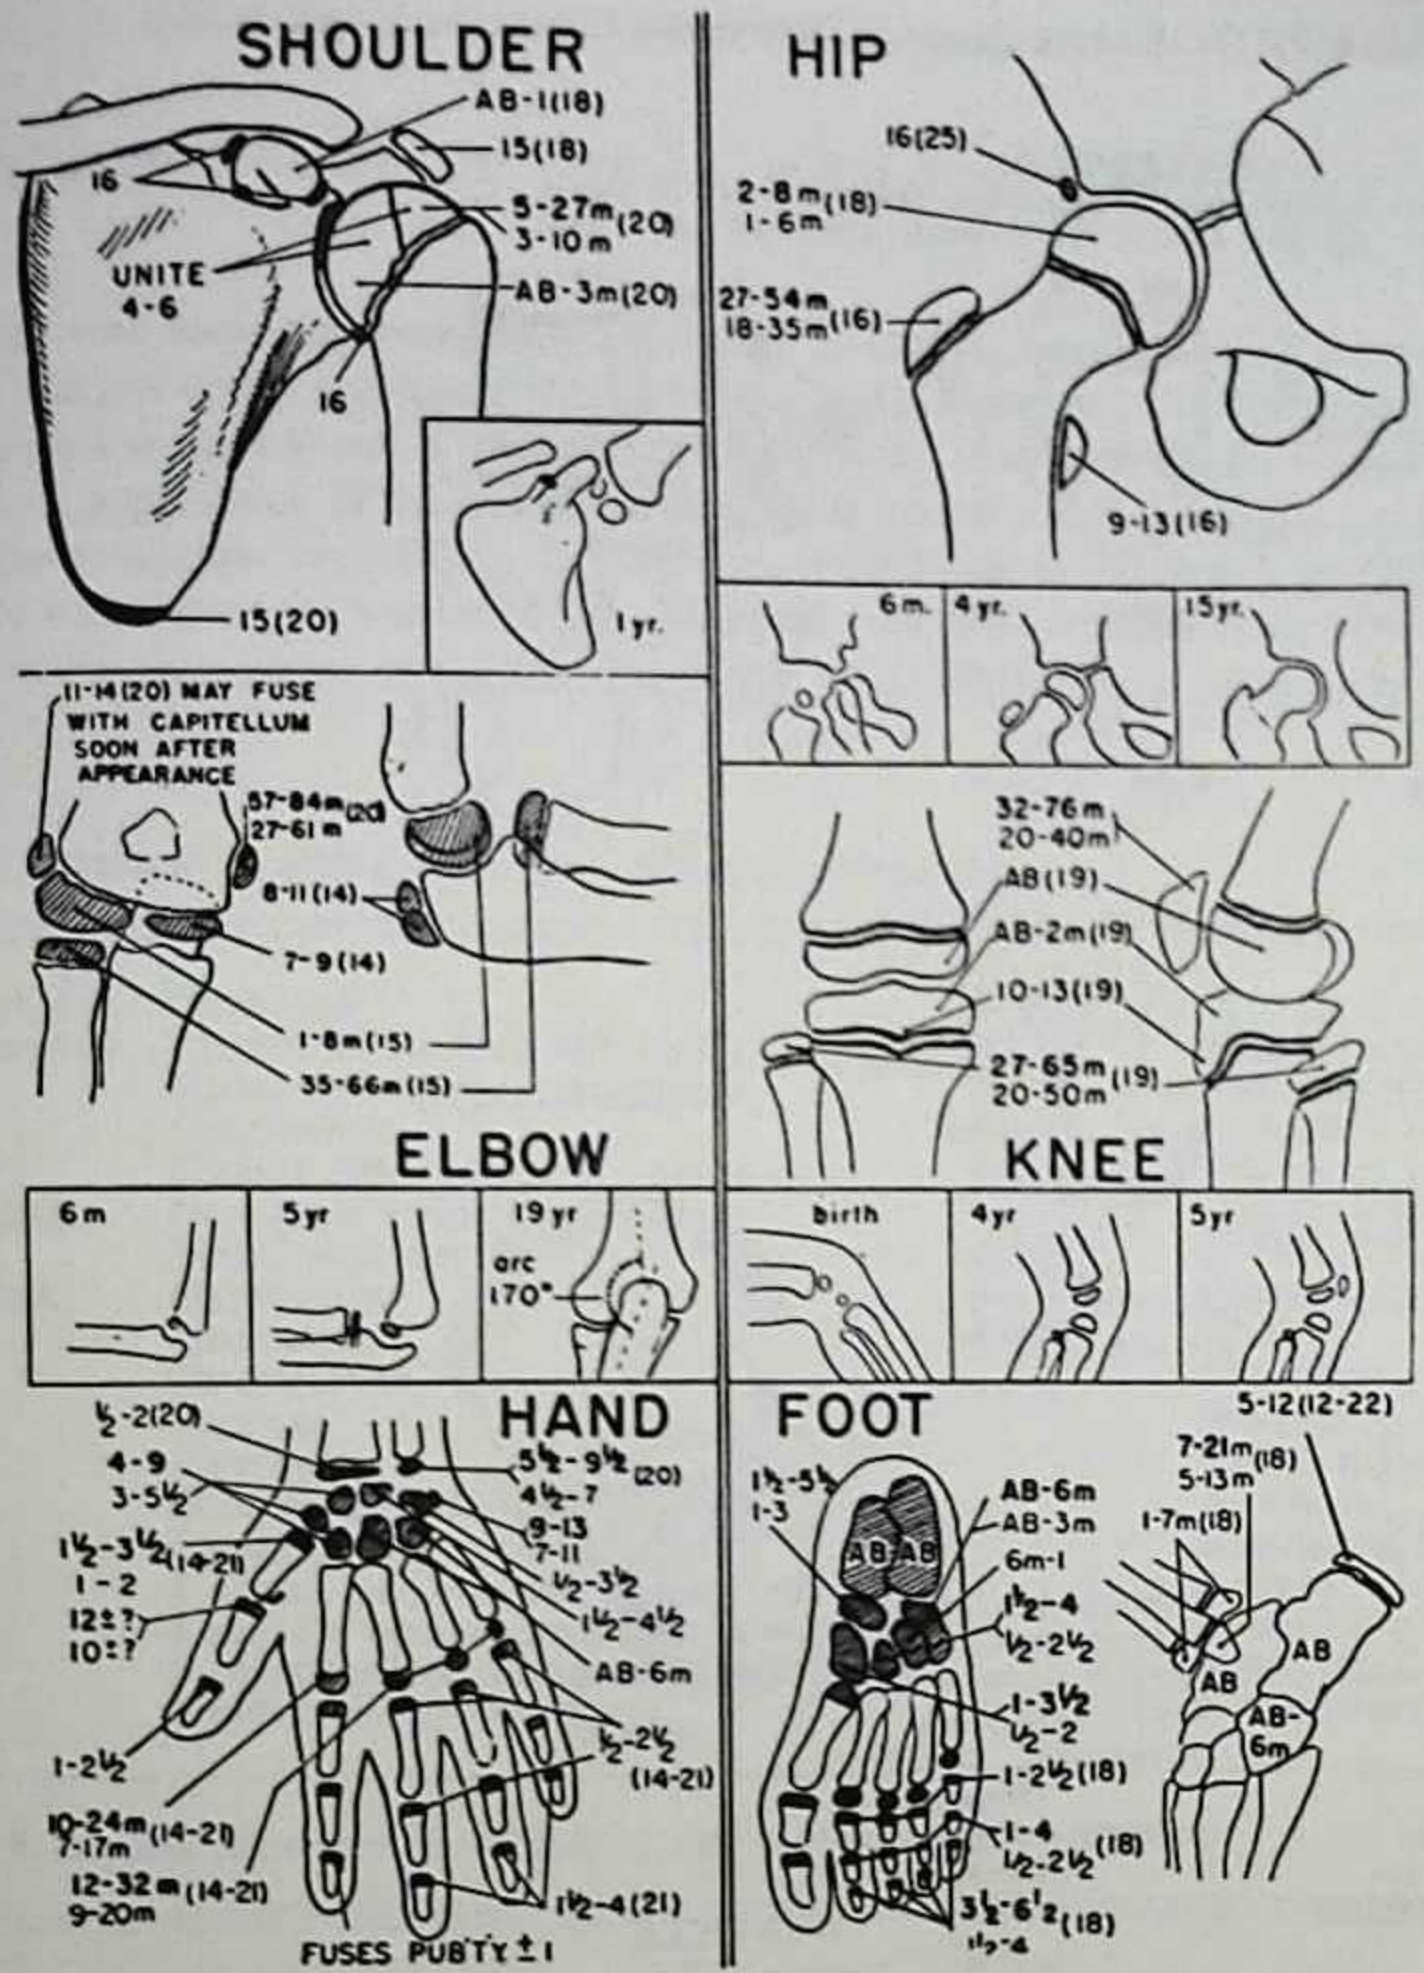 SHOULDER
AB-1(18)
15(18)
16
5-27m(20)
3-10m
UNITE
4-6
AB-3m(20)
16
1 yr.
15(20)
HIP
16(25)
2-8m(18)
1-6m
27-54m
18-35m(16)
9-13(16)
6m.
4 yr.
15 yr.
11-14(20) MAY FUSE
WITH CAPITELLUM
SOON AFTER
APPEARANCE
57-84m(20)
27-61m
8-11(14)
7-9(14)
1-8m(15)
35-66m(15)
ELBOW
6m
5yr
19 yr
arc
170°
32-76m
20-40m
AB(19)
AB-2m(19)
10-13(19)
27-65m(19)
20-50m
KNEE
birth
4yr
5yr
HAND
½-2(20)
4-9
3-5½
1½-3½(14-21)
1-2
12±?
10±?
1-2½
10-24m(14-21)
7-17m
12-32m(14-21)
9-20m
FUSES PUBTY ±1
5½-9½(20)
4½-7
9-13
7-11
½-3½
1½-4½
AB-6m
½-2½
(14-21)
1½-4(21)
FOOT
1½-5½
1-3
AB-AB
AB-6m
AB-3m
6m-1
1½-4
½-2½
1-3½
½-2
1-2½(18)
1-4
½-2½(18)
3½-6½(18)
1½-4
5-12(12-22)
7-21m(18)
5-13m
1-7m(18)
AB
AB
AB-
6m